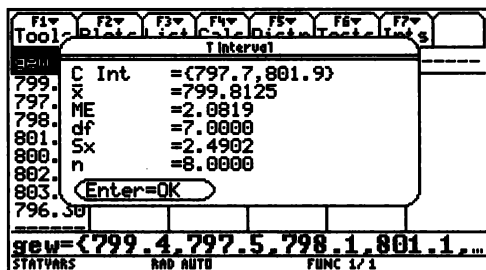 F1 F2 F3 F4 F5 F6 F7
Tools Plots List Calc Distr Tests Ints
T Interval
gew
C Int ={797.7,801.9}
799.
x̄ =799.8125
797.
ME =2.0819
798.
df =7.0000
801.
Sx =2.4902
800.
n =8.0000
802.
803.
Enter=OK
796.30
gew={799.4,797.5,798.1,801.1,…
STATVARS RAD AUTO FUNC 1/1